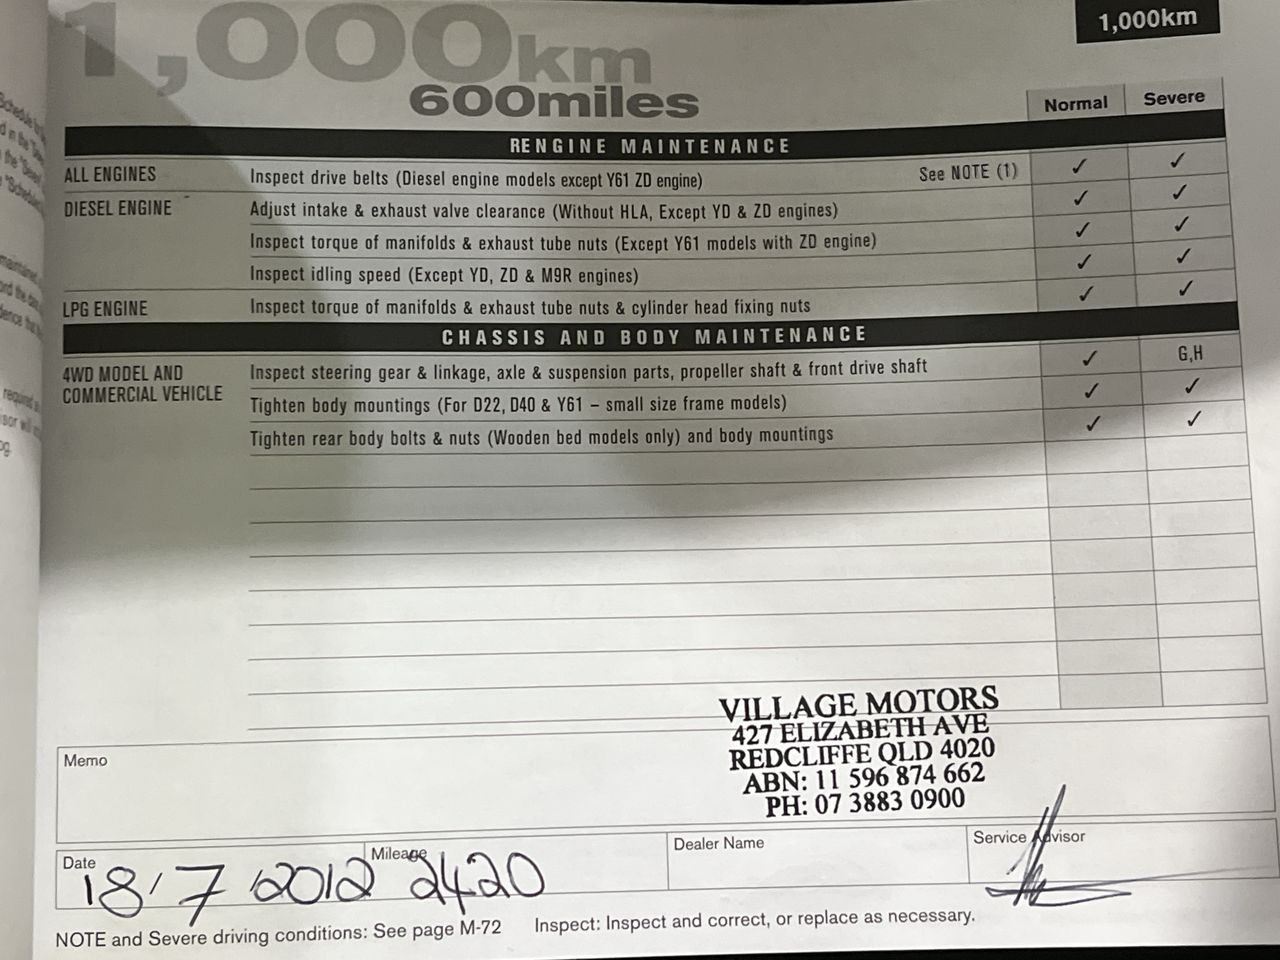 1,000km
1,000km
600miles
Normal Severe
RENGINE MAINTENANCE
ALL ENGINES Inspect drive belts (Diesel engine models except Y61 ZD engine) See NOTE (1) ✓ ✓
DIESEL ENGINE Adjust intake & exhaust valve clearance (Without HLA, Except YD & ZD engines) ✓ ✓
Inspect torque of manifolds & exhaust tube nuts (Except Y61 models with ZD engine) ✓ ✓
Inspect idling speed (Except YD, ZD & M9R engines) ✓ ✓
LPG ENGINE Inspect torque of manifolds & exhaust tube nuts & cylinder head fixing nuts ✓ ✓
CHASSIS AND BODY MAINTENANCE
4WD MODEL AND Inspect steering gear & linkage, axle & suspension parts, propeller shaft & front drive shaft ✓ G,H
COMMERCIAL VEHICLE Tighten body mountings (For D22, D40 & Y61 – small size frame models) ✓ ✓
Tighten rear body bolts & nuts (Wooden bed models only) and body mountings ✓ ✓
VILLAGE MOTORS
427 ELIZABETH AVE
REDCLIFFE QLD 4020
ABN: 11 596 874 662
PH: 07 3883 0900
Memo
Date 18/7/2012 Mileage 2420 Dealer Name Service Advisor
NOTE and Severe driving conditions: See page M-72 Inspect: Inspect and correct, or replace as necessary.